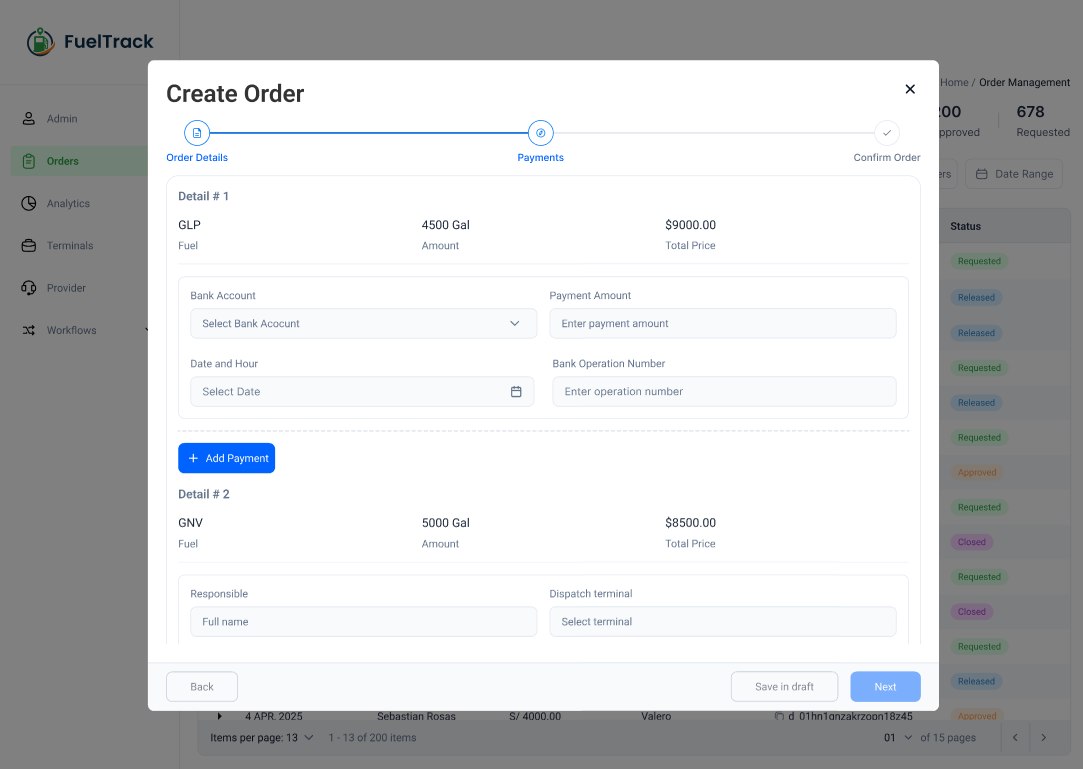 FuelTrack
Admin
Orders
Analytics
Terminals
Provider
Workflows
Home / Order Management
678
Requested
Date Range
Status
Requested
Released
Released
Requested
Released
Requested
Approved
Requested
Closed
Requested
Closed
Requested
Released
Approved
Create Order
Order Details
Payments
Confirm Order
Detail # 1
GLP 4500 Gal $9000.00
Fuel Amount Total Price
Bank Account Payment Amount
Select Bank Acocunt Enter payment amount
Date and Hour Bank Operation Number
Select Date Enter operation number
Add Payment
Detail # 2
GNV 5000 Gal $8500.00
Fuel Amount Total Price
Responsible Dispatch terminal
Full name Select terminal
Back Save in draft Next
4 APR. 2025 Sebastian Rosas S/ 4000.00 Valero
Items per page: 13 1 - 13 of 200 items 01 of 15 pages